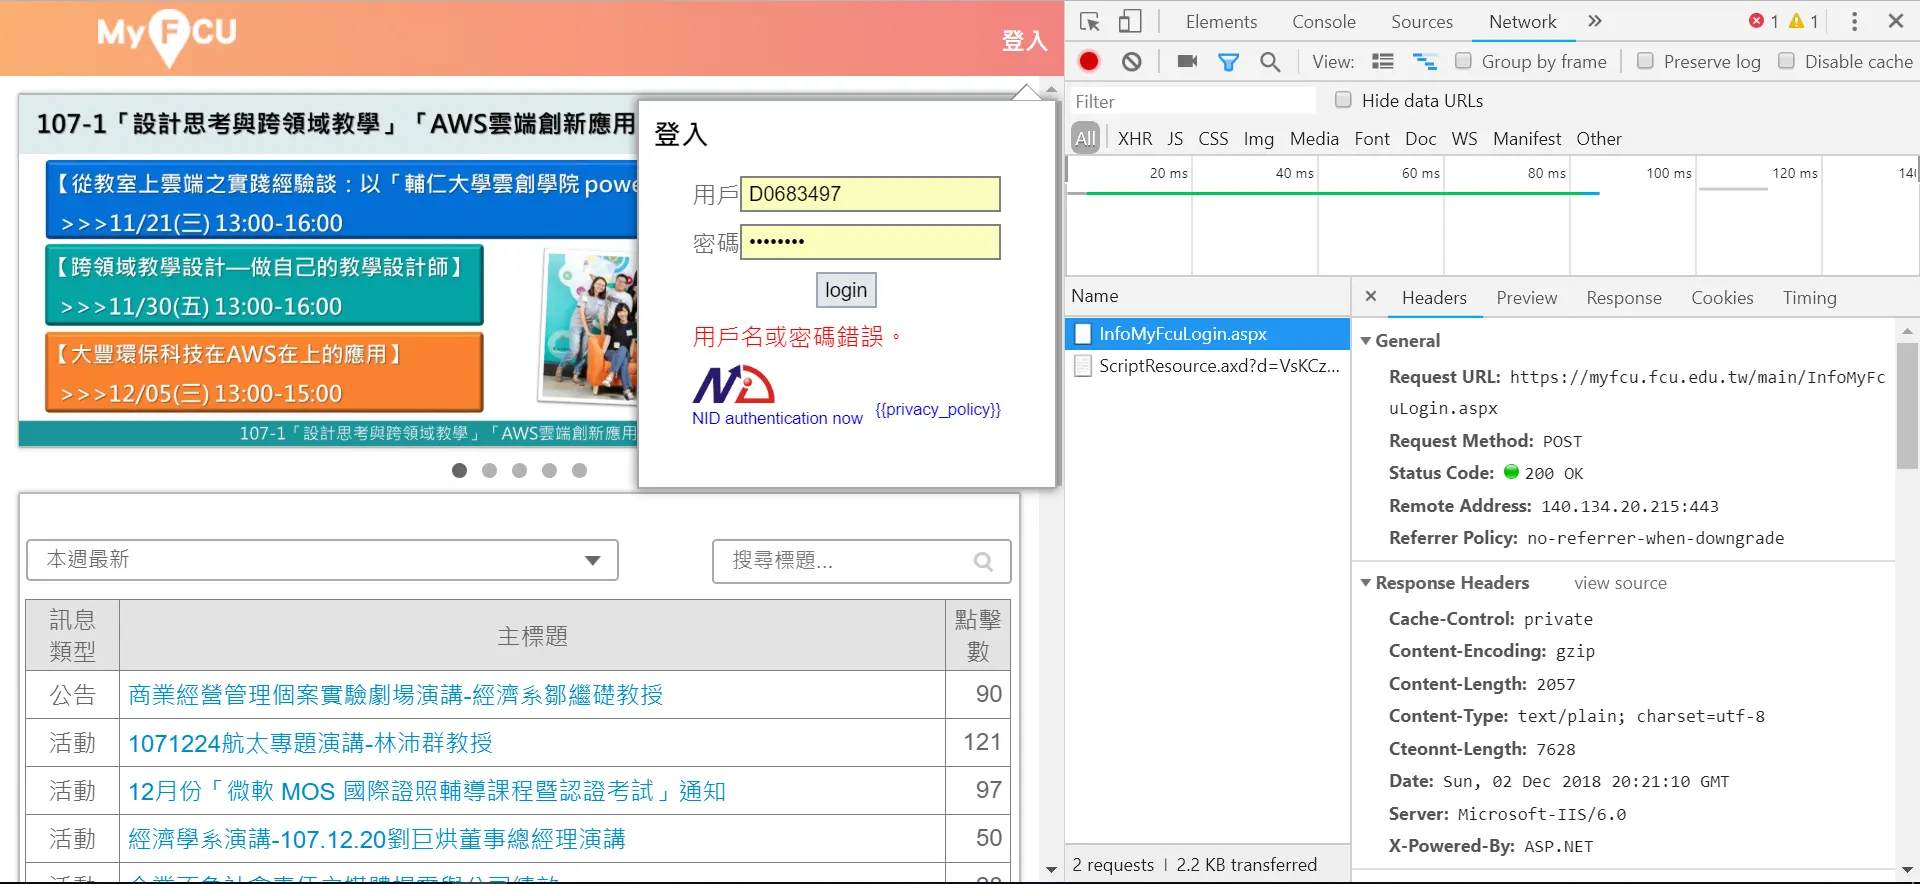 MyFCU
登入
107-1「設計思考與跨領域教學」「AWS雲端創新應用
【從教室上雲端之實踐經驗談：以「輔仁大學雲創學院 powe
>>>11/21(三) 13:00-16:00
【跨領域教學設計—做自己的教學設計師】
>>>11/30(五) 13:00-16:00
【大豐環保科技在AWS在上的應用】
>>>12/05(三) 13:00-15:00
107-1「設計思考與跨領域教學」「AWS雲端創新應用
登入
用戶 D0683497
密碼 ••••••••
login
用戶名或密碼錯誤。
NID
NID authentication now {{privacy_policy}}
本週最新
搜尋標題...
訊息類型 主標題 點擊數
公告 商業經營管理個案實驗劇場演講-經濟系鄒繼礎教授 90
活動 1071224航太專題演講-林沛群教授 121
活動 12月份「微軟 MOS 國際證照輔導課程暨認證考試」通知 97
活動 經濟學系演講-107.12.20劉巨烘董事總經理演講 50
Elements Console Sources Network » 1 1
View: Group by frame Preserve log Disable cache
Filter Hide data URLs
All XHR JS CSS Img Media Font Doc WS Manifest Other
20 ms 40 ms 60 ms 80 ms 100 ms 120 ms 14
Name
InfoMyFcuLogin.aspx
ScriptResource.axd?d=VsKCz...
2 requests | 2.2 KB transferred
× Headers Preview Response Cookies Timing
General
Request URL: https://myfcu.fcu.edu.tw/main/InfoMyFc
uLogin.aspx
Request Method: POST
Status Code: 200 OK
Remote Address: 140.134.20.215:443
Referrer Policy: no-referrer-when-downgrade
Response Headers view source
Cache-Control: private
Content-Encoding: gzip
Content-Length: 2057
Content-Type: text/plain; charset=utf-8
Cteonnt-Length: 7628
Date: Sun, 02 Dec 2018 20:21:10 GMT
Server: Microsoft-IIS/6.0
X-Powered-By: ASP.NET